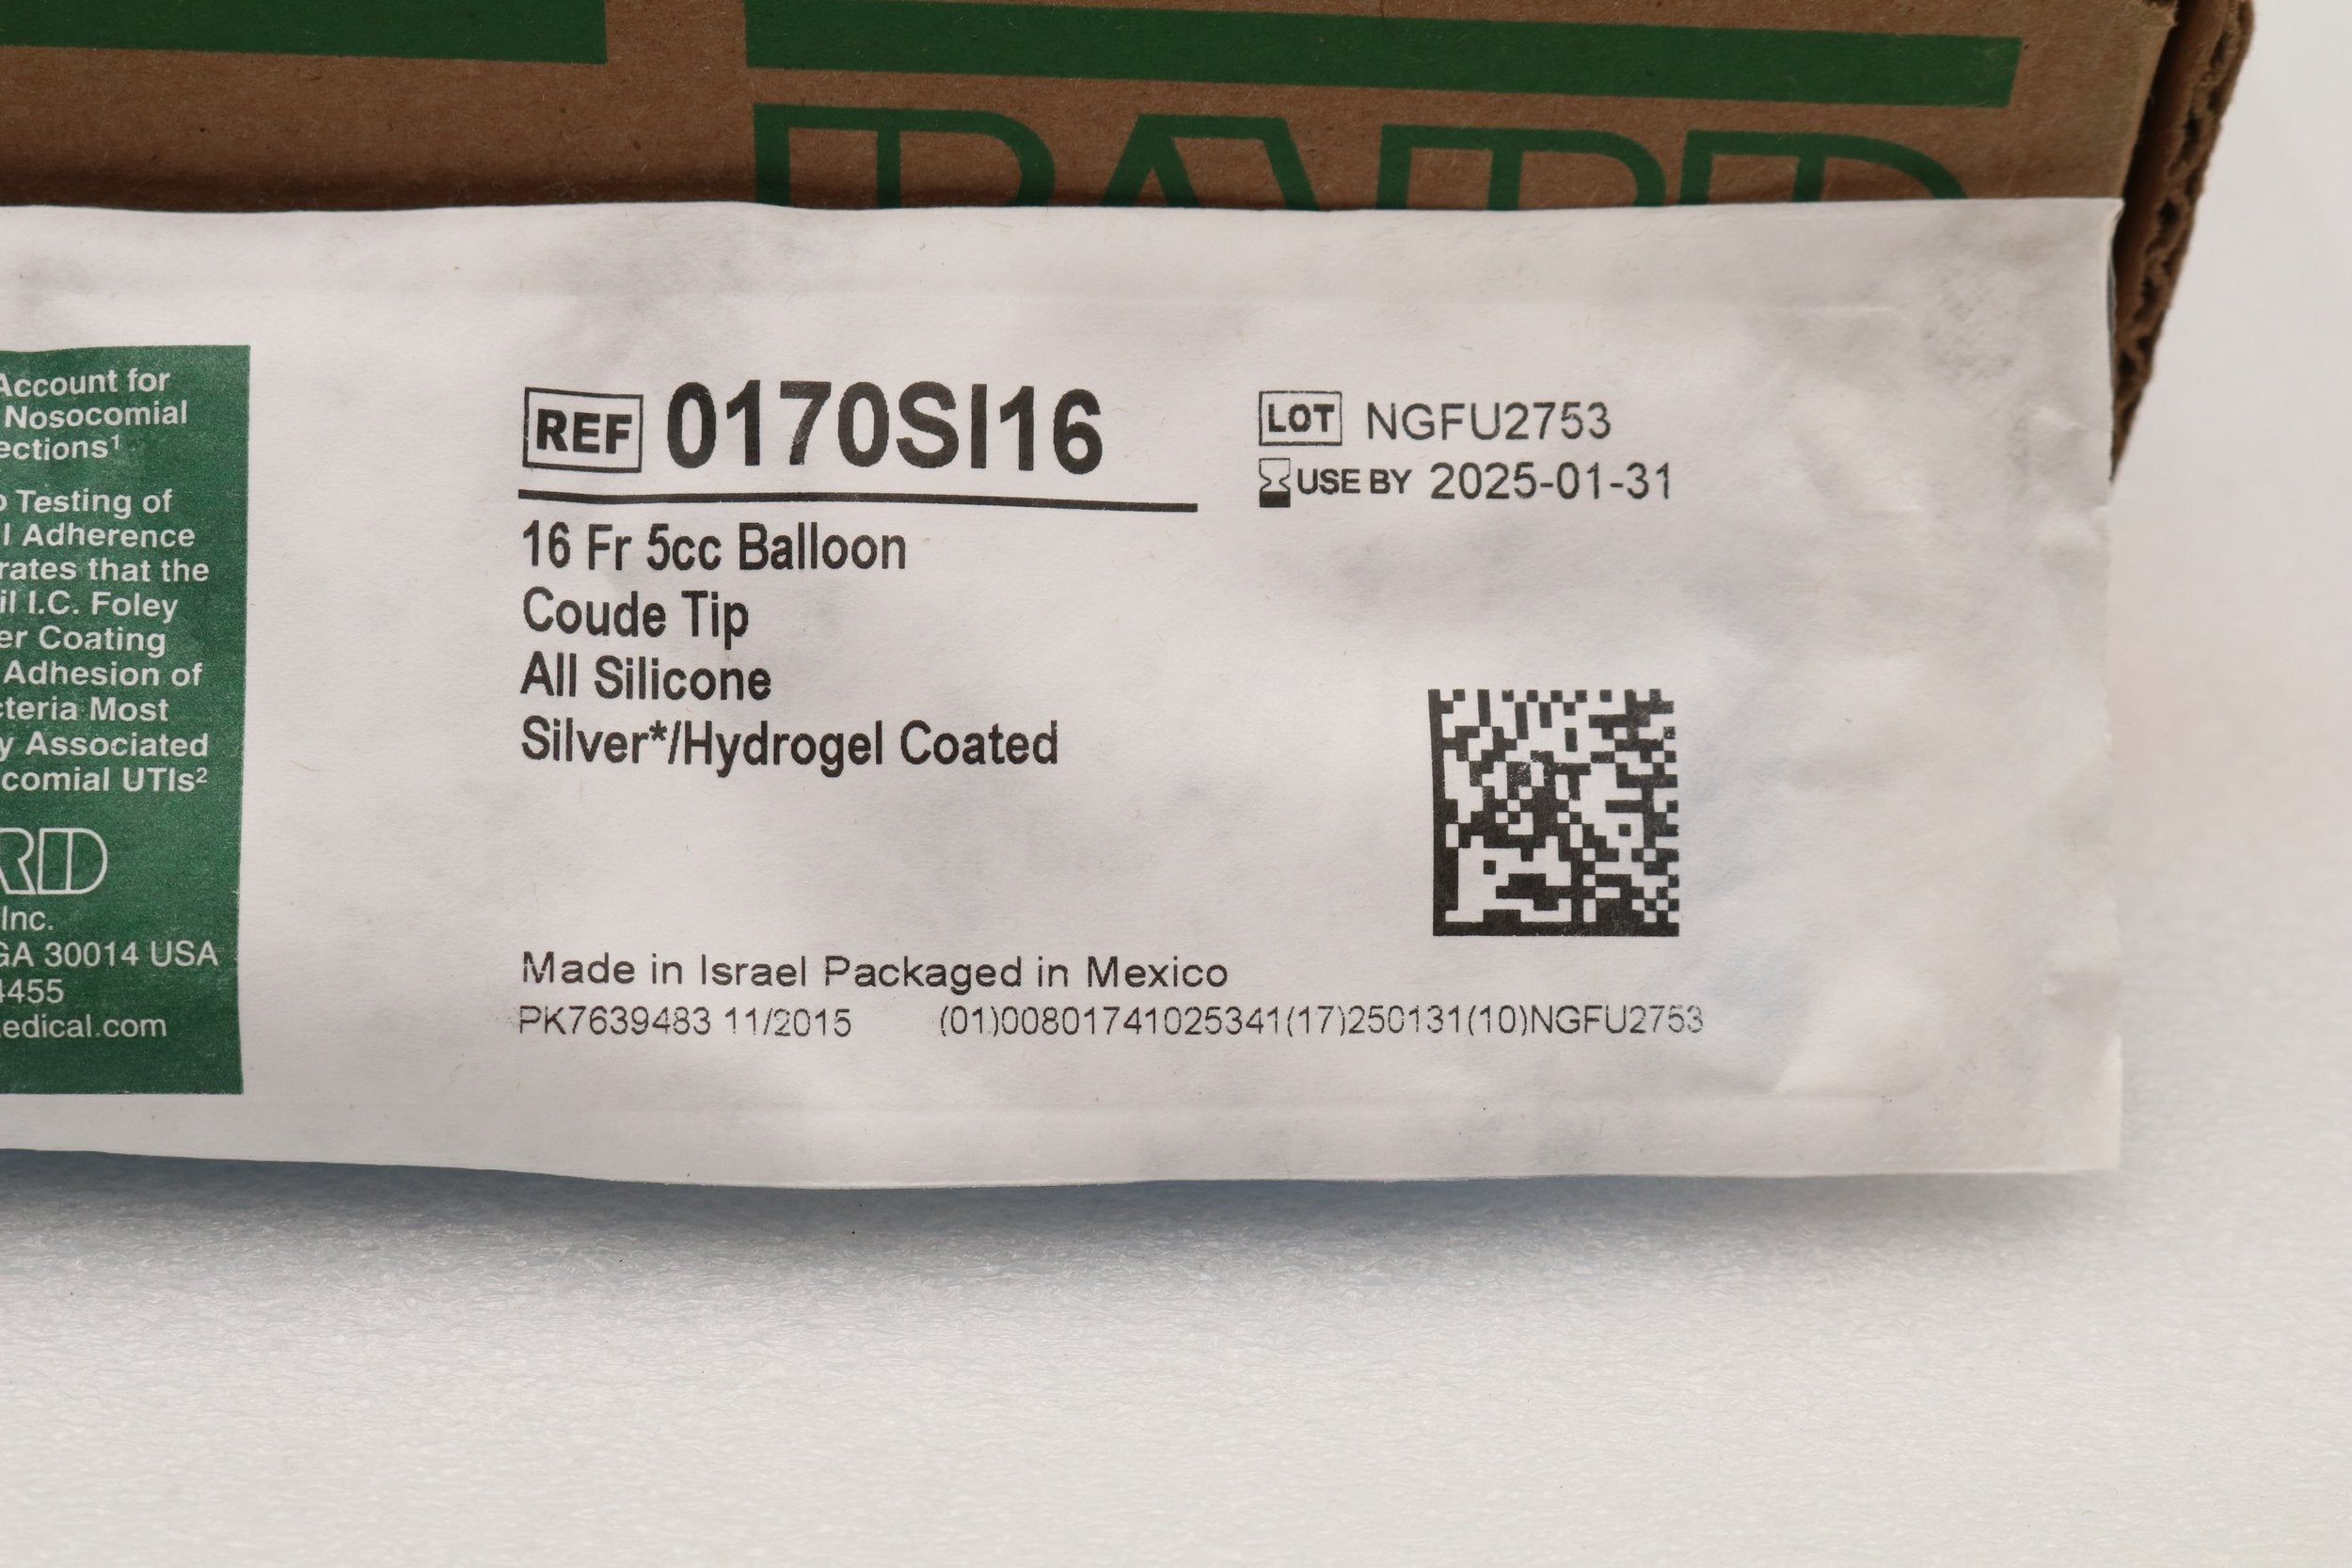 BARD
Account for
Nosocomial
ections¹
Testing of
Adherence
rates that the
il I.C. Foley
er Coating
Adhesion of
cteria Most
y Associated
comial UTIs²
RD
Inc.
GA 30014 USA
4455
edical.com
REF 0170SI16
16 Fr 5cc Balloon
Coude Tip
All Silicone
Silver*/Hydrogel Coated
LOT NGFU2753
USE BY 2025-01-31
Made in Israel Packaged in Mexico
PK7639483 11/2015 (01)00801741025341(17)250131(10)NGFU2753